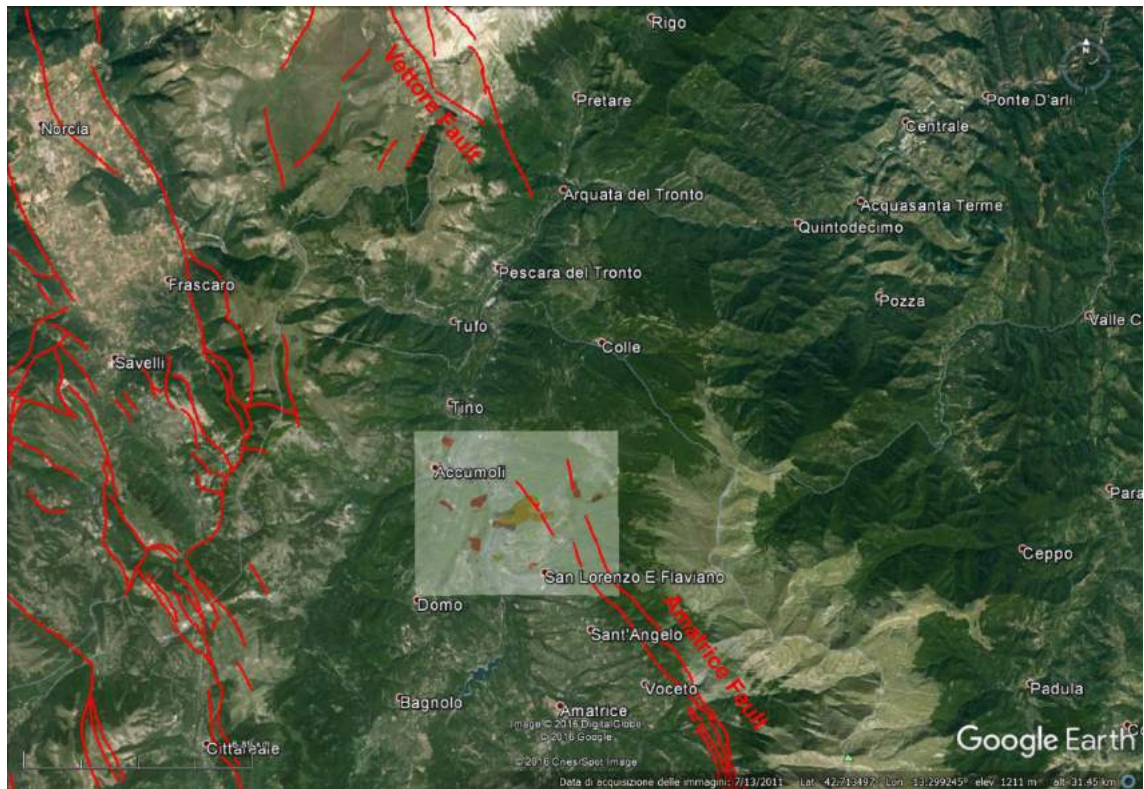 Rigo
Vettore Fault
N
Pretare
Ponte D'arli
Norcia
Centrale
Arquata del Tronto
Acquasanta Terme
Quintodecimo
Pescara del Tronto
Frascaro
Pozza
Tufo
Valle C
Colle
Savelli
Tino
Accumoli
Para
Ceppo
San Lorenzo E Flaviano
Domo
Amatrice Fault
Sant'Angelo
Voceto
Padula
Bagnolo
Amatrice
Image © 2016 DigitalGlobe
© 2016 Google
Co
Cittareale
Google Earth
© 2016 Cnes/Spot Image
Data di acquisizione delle immagini: 7/13/2011 Lat 42.713497° Lon 13.299245° elev 1211 m alt 31.45 km